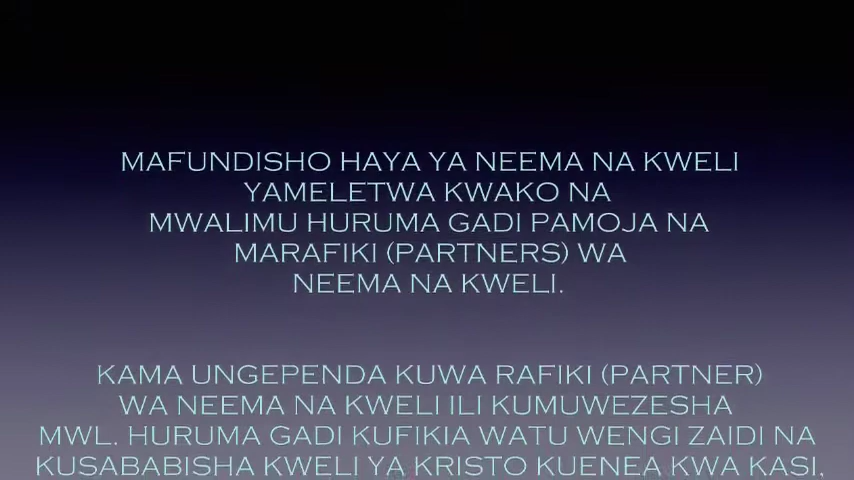 MAFUNDISHO HAYA YA NEEMA NA KWELI
YAMELETWA KWAKO NA
MWALIMU HURUMA GADI PAMOJA NA
MARAFIKI (PARTNERS) WA
NEEMA NA KWELI.
KAMA UNGEPENDA KUWA RAFIKI (PARTNER)
WA NEEMA NA KWELI ILI KUMUWEZESHA
MWL. HURUMA GADI KUFIKIA WATU WENGI ZAIDI NA
KUSABABISHA KWELI YA KRISTO KUENEA KWA KASI,